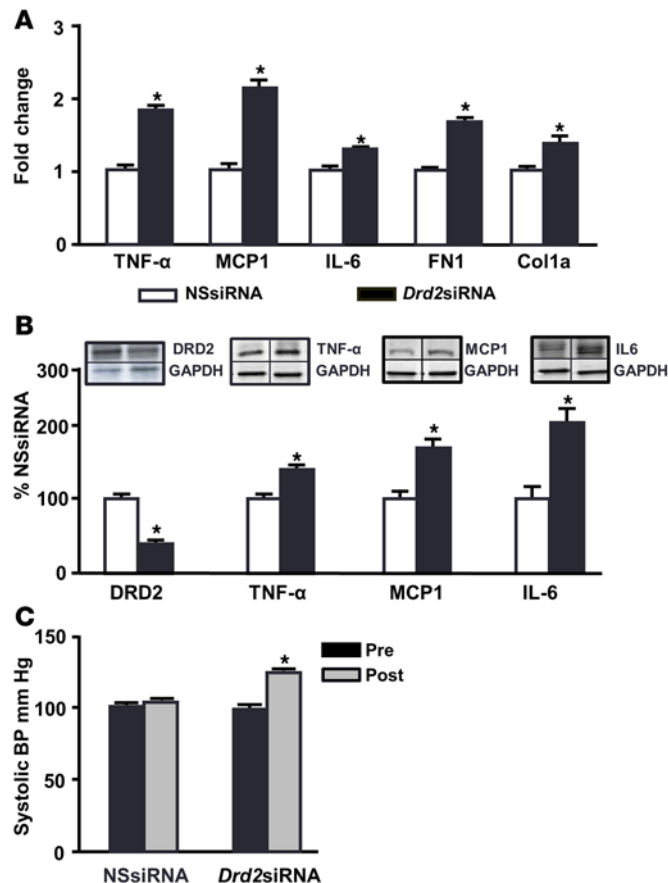 A
Fold change
3
2
1
0
* * * * *
TNF-α MCP1 IL-6 FN1 Col1a
NSsiRNA Drd2siRNA
B
DRD2 TNF-α MCP1 IL6
GAPDH GAPDH GAPDH GAPDH
% NSsiRNA
300
200
100
0
* * * *
DRD2 TNF-α MCP1 IL-6
C
Systolic BP mm Hg
150
100
50
0
*
Pre
Post
NSsiRNA Drd2siRNA